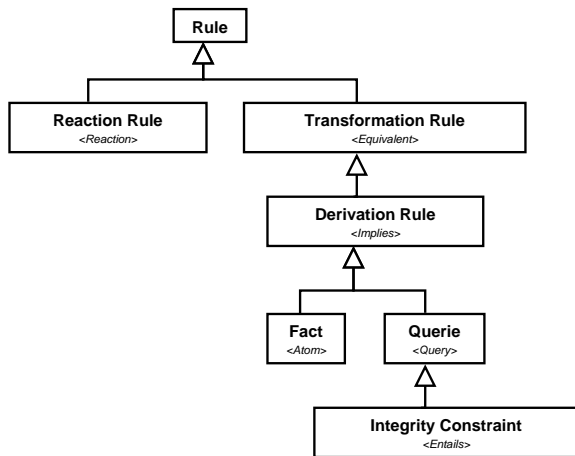 Rule
Reaction Rule
<Reaction>
Transformation Rule
<Equivalent>
Derivation Rule
<Implies>
Fact
<Atom>
Querie
<Query>
Integrity Constraint
<Entails>